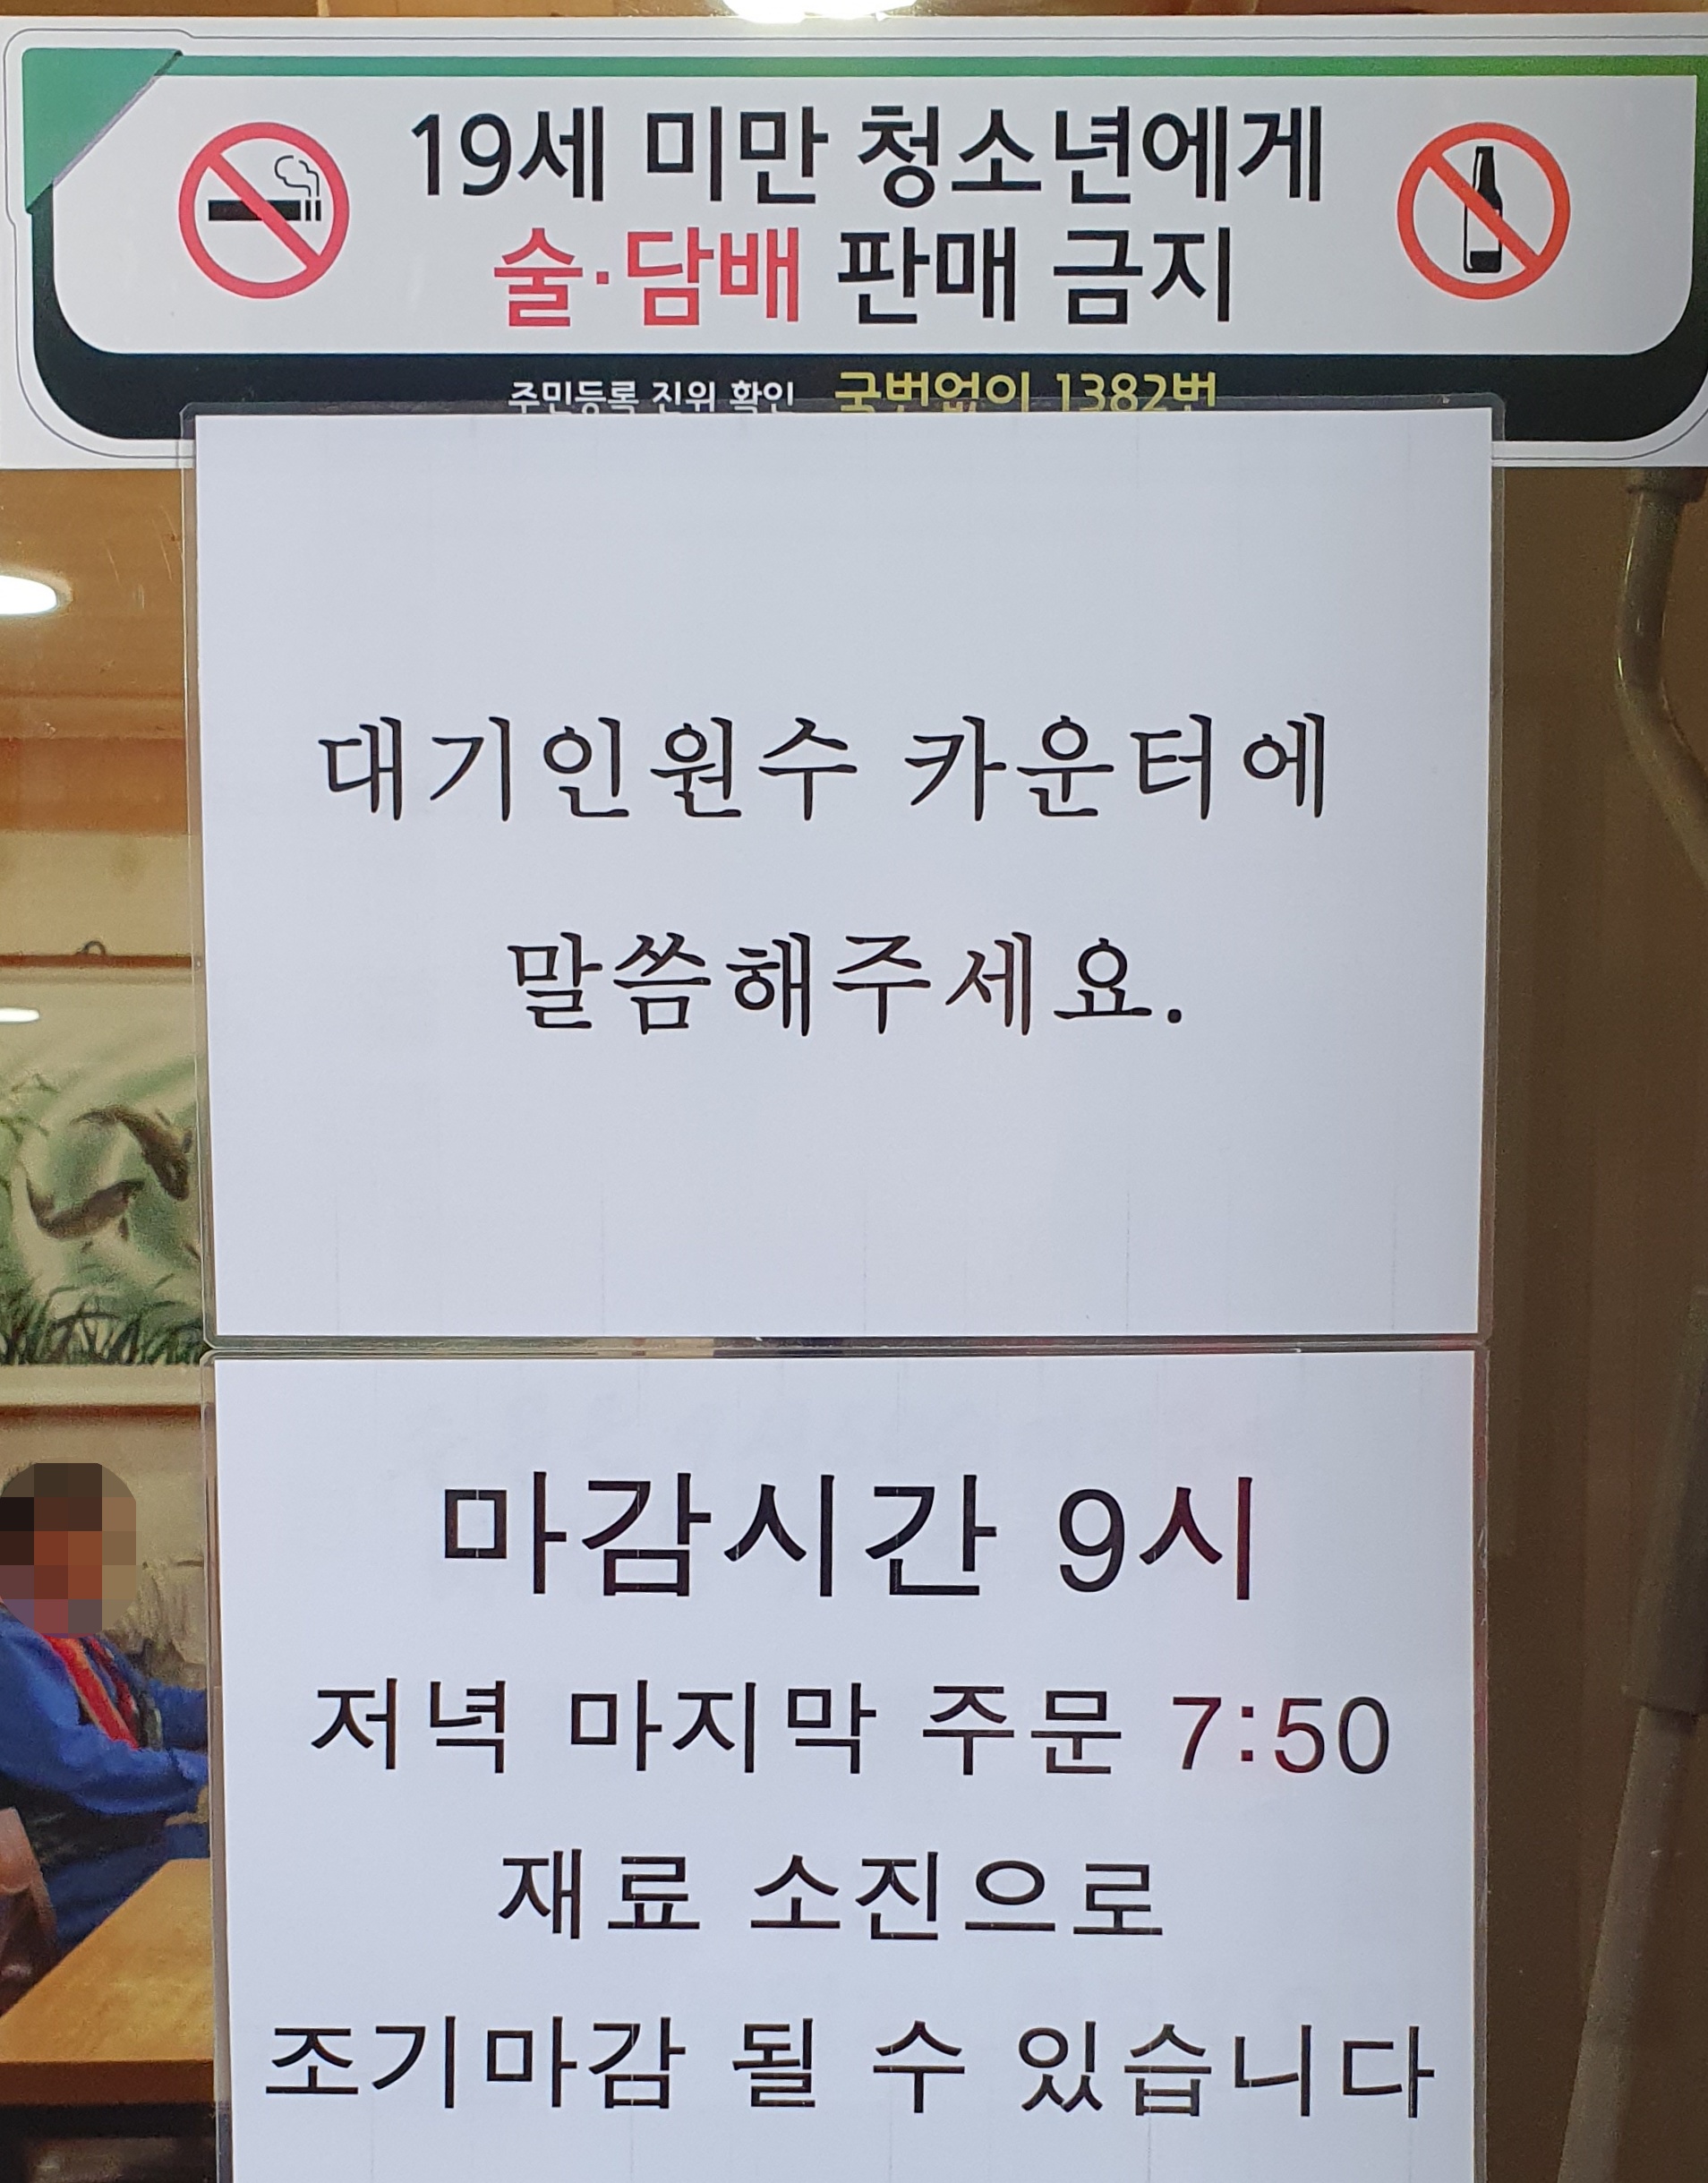 19세 미만 청소년에게
술·담배 판매 금지
주민등록 진위 확인 국번없이 1382번
대기인원수 카운터에
말씀해주세요.
마감시간 9시
저녁 마지막 주문 7:50
재료 소진으로
조기마감 될 수 있습니다